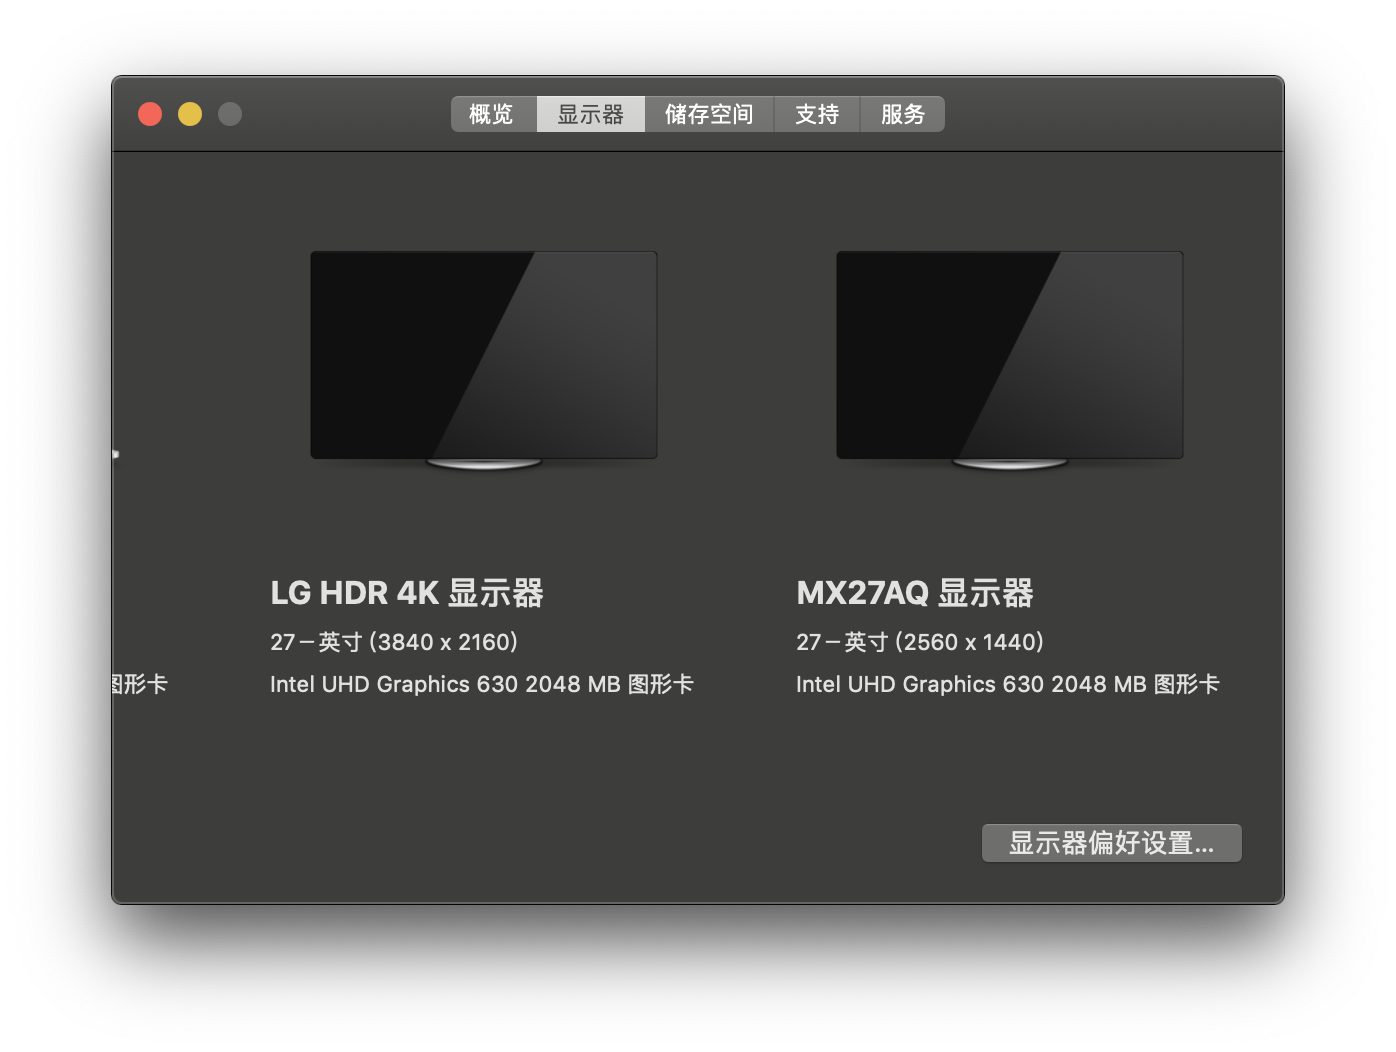 概览 显示器 储存空间 支持 服务
LG HDR 4K 显示器
27－英寸 (3840 x 2160)
Intel UHD Graphics 630 2048 MB 图形卡
MX27AQ 显示器
27－英寸 (2560 x 1440)
Intel UHD Graphics 630 2048 MB 图形卡
图形卡
显示器偏好设置...